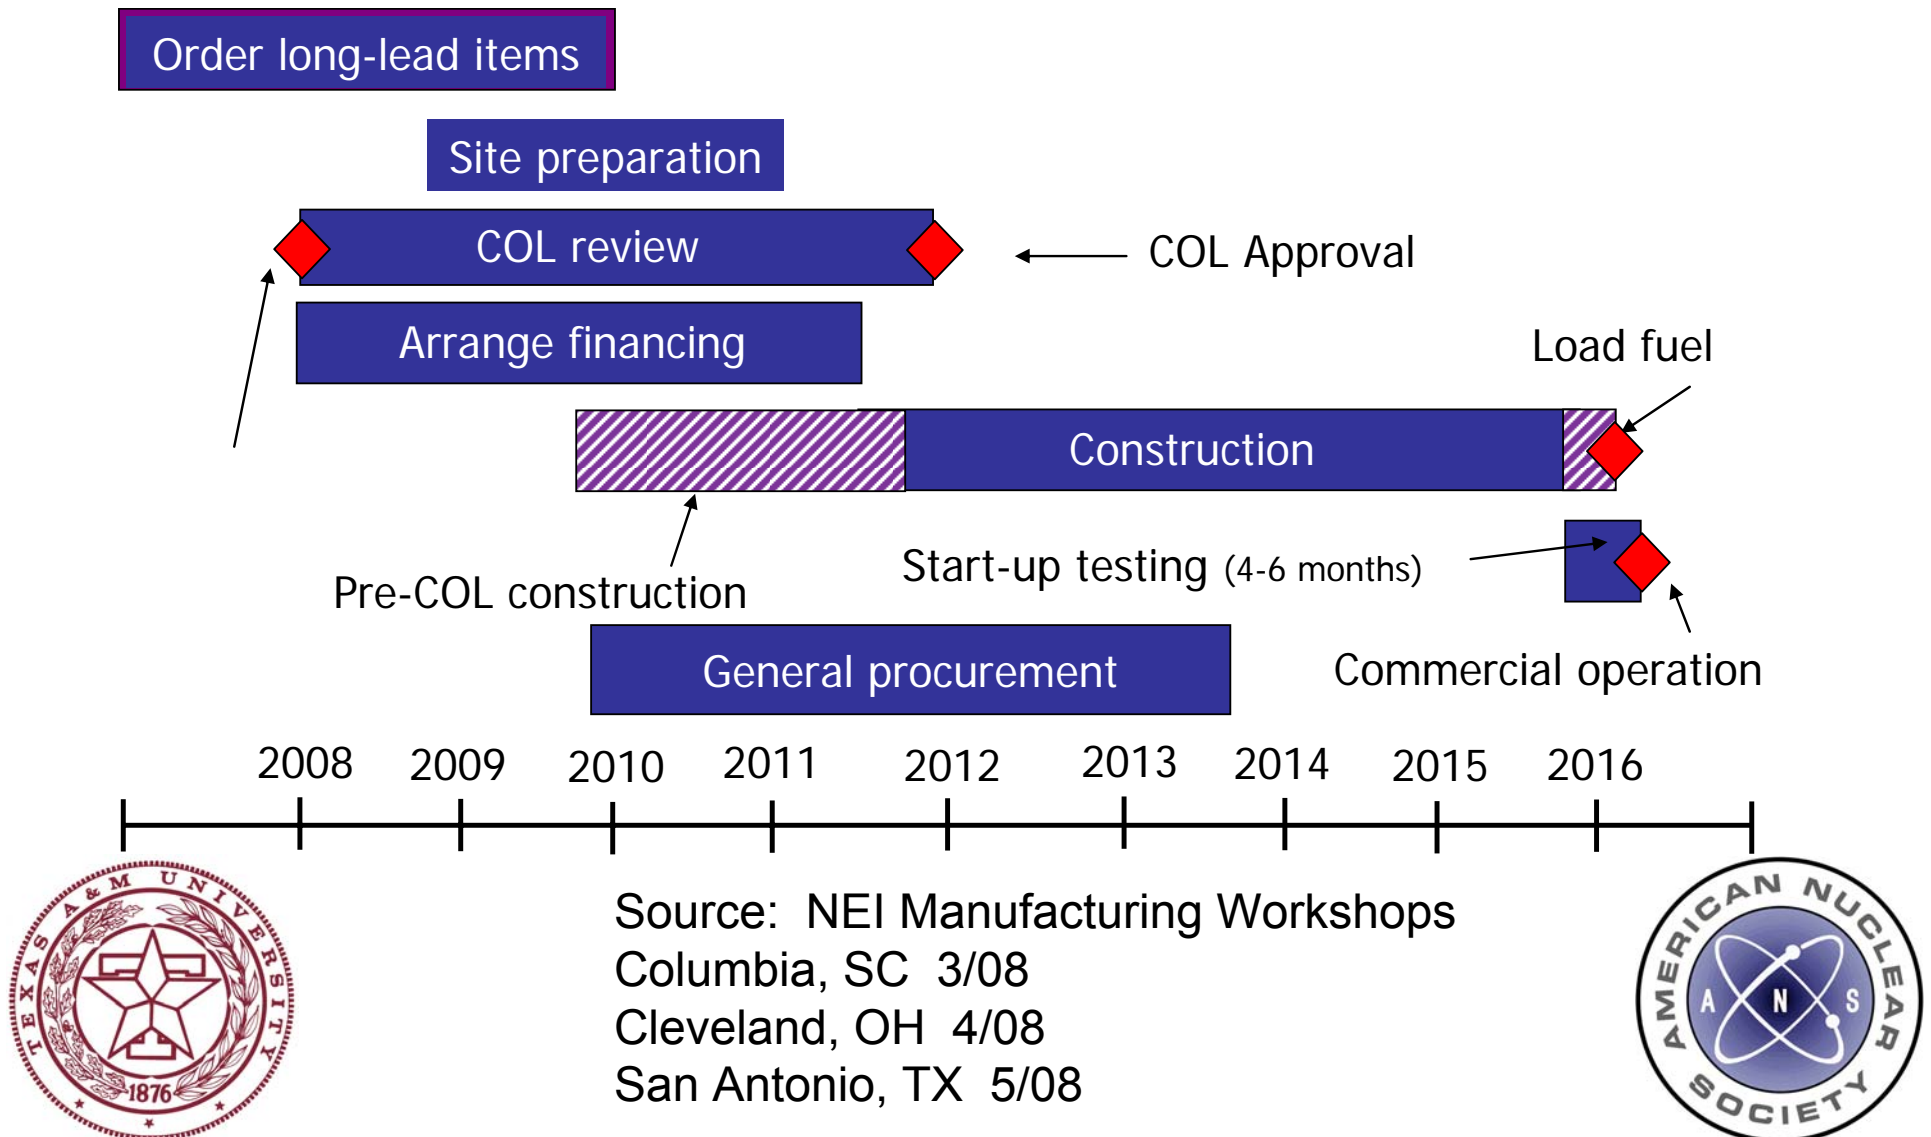 Order long-lead items
Site preparation
COL review
COL Approval
Arrange financing
Load fuel
Construction
Start-up testing (4-6 months)
Pre-COL construction
General procurement
Commercial operation
2008 2009 2010 2011 2012 2013 2014 2015 2016
Source: NEI Manufacturing Workshops
Columbia, SC 3/08
Cleveland, OH 4/08
San Antonio, TX 5/08
TEXAS A&M UNIVERSITY
1876
AMERICAN NUCLEAR SOCIETY
A N S